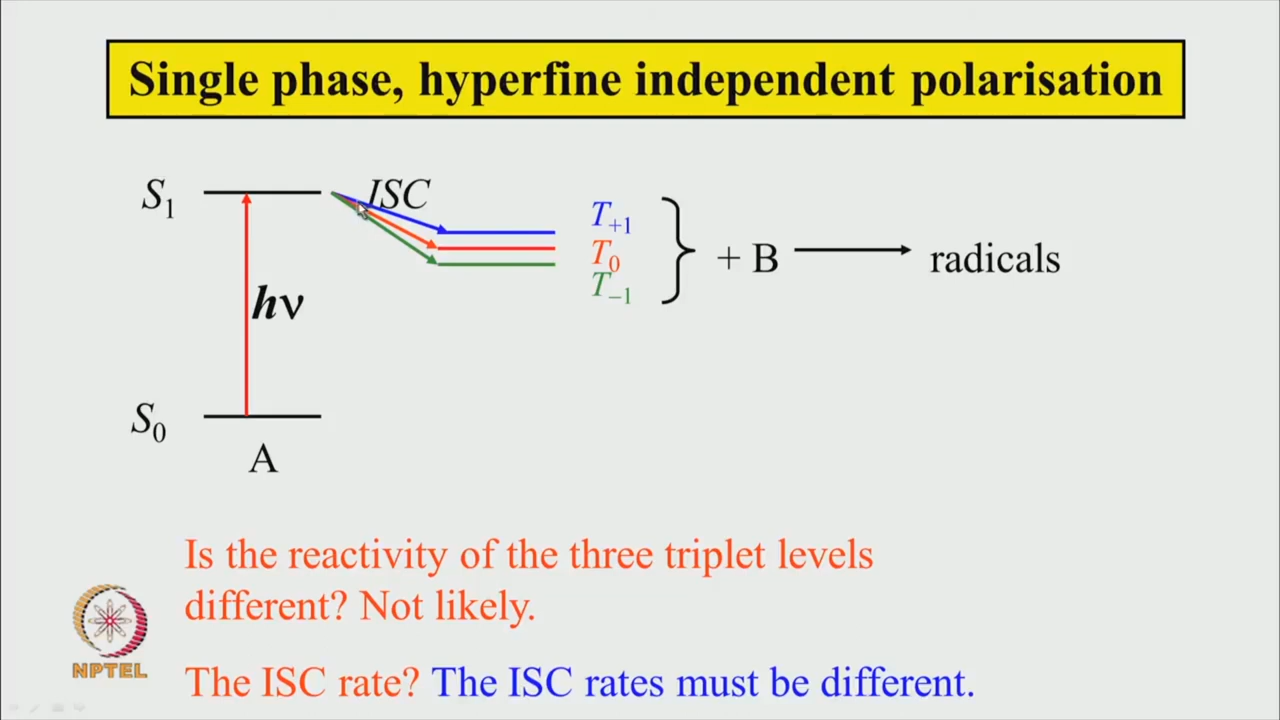 Single phase, hyperfine independent polarisation
S₁
ISC
T₊₁
T₀
T₋₁
+ B
radicals
hν
S₀
A
Is the reactivity of the three triplet levels
different? Not likely.
The ISC rate? The ISC rates must be different.
NPTEL